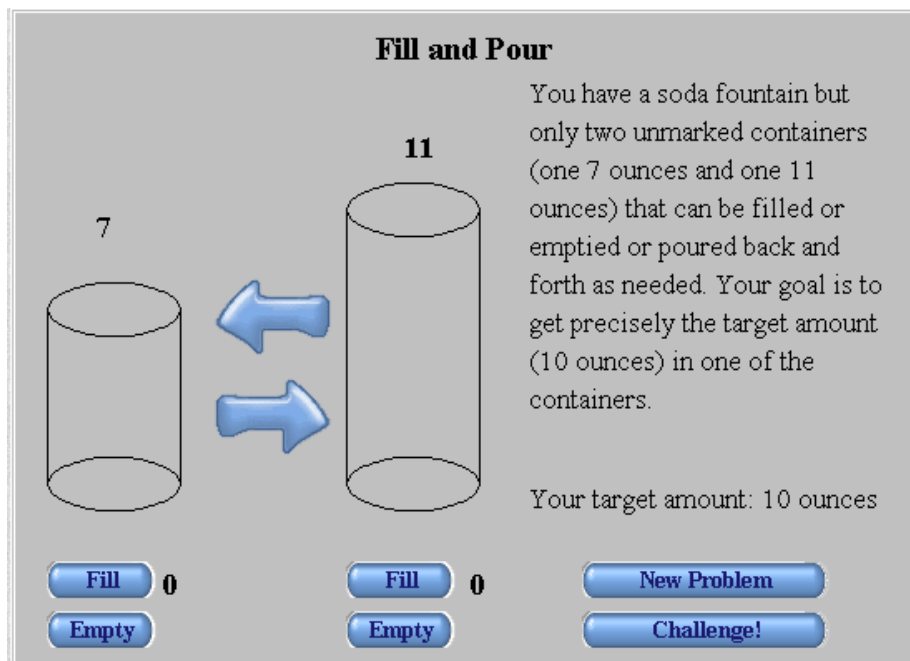 Fill and Pour
You have a soda fountain but
only two unmarked containers
(one 7 ounces and one 11
ounces) that can be filled or
emptied or poured back and
forth as needed. Your goal is to
get precisely the target amount
(10 ounces) in one of the
containers.
11
7
Your target amount: 10 ounces
Fill 0
Fill 0
New Problem
Empty
Empty
Challenge!